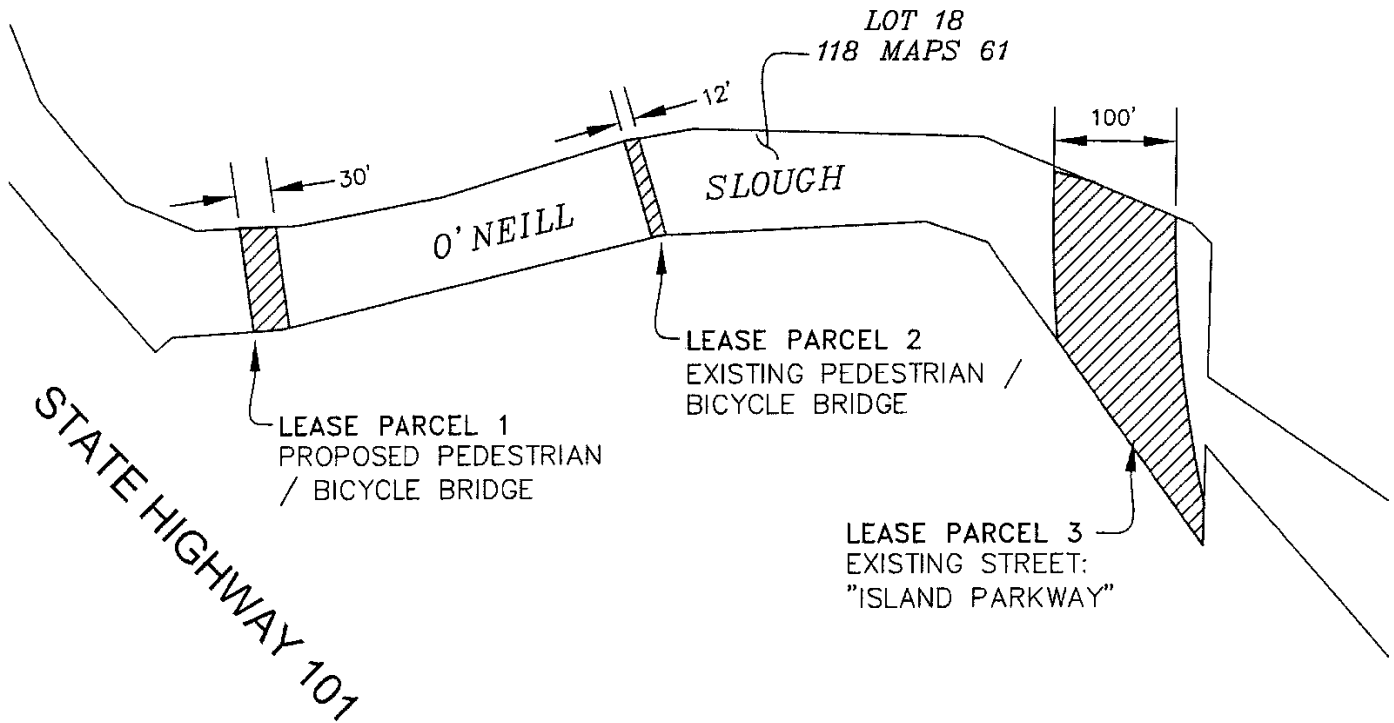 LOT 18
118 MAPS 61
12'
100'
30'
SLOUGH
O'NEILL
LEASE PARCEL 2
EXISTING PEDESTRIAN /
BICYCLE BRIDGE
LEASE PARCEL 1
PROPOSED PEDESTRIAN
/ BICYCLE BRIDGE
STATE HIGHWAY 101
LEASE PARCEL 3
EXISTING STREET:
"ISLAND PARKWAY"